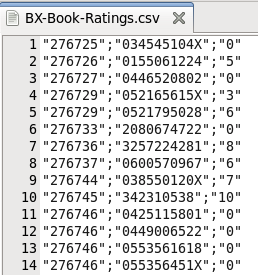 BX-Book-Ratings.csv
1 "276725";"034545104X";"0"
2 "276726";"0155061224";"5"
3 "276727";"0446520802";"0"
4 "276729";"052165615X";"3"
5 "276729";"0521795028";"6"
6 "276733";"2080674722";"0"
7 "276736";"3257224281";"8"
8 "276737";"0600570967";"6"
9 "276744";"038550120X";"7"
10 "276745";"342310538";"10"
11 "276746";"0425115801";"0"
12 "276746";"0449006522";"0"
13 "276746";"0553561618";"0"
14 "276746";"055356451X";"0"